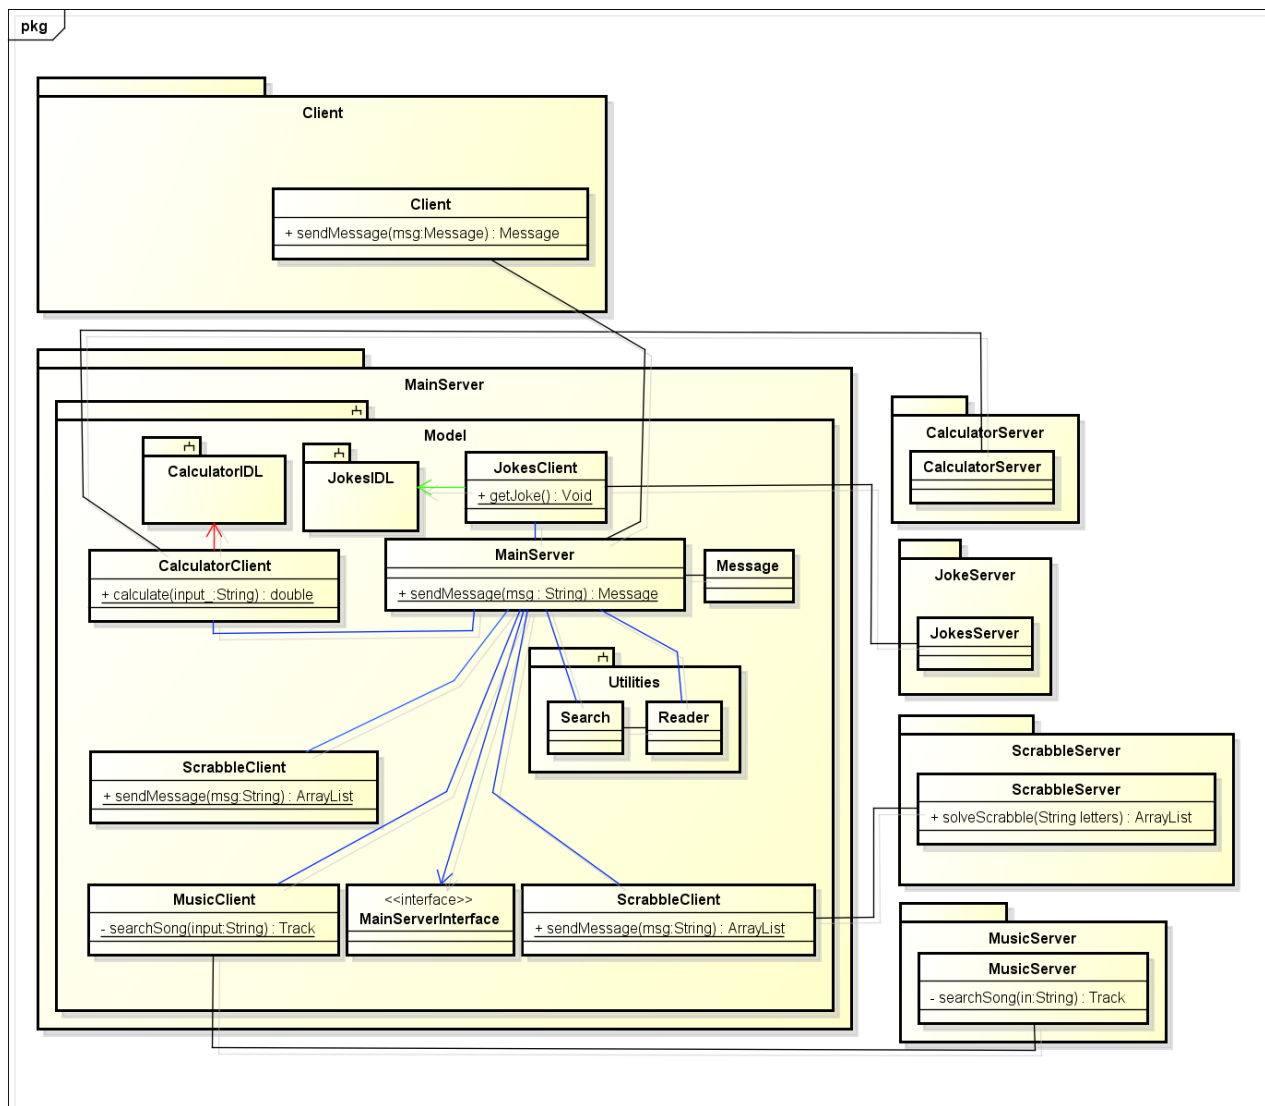 pkg
Client
Client
+ sendMessage(msg:Message) : Message
MainServer
Model
CalculatorIDL
JokesIDL
JokesClient
+ getJoke() : Void
CalculatorClient
+ calculate(input_:String) : double
MainServer
+ sendMessage(msg : String) : Message
Message
Utilities
Search
Reader
ScrabbleClient
+ sendMessage(msg:String) : ArrayList
MusicClient
- searchSong(input:String) : Track
<<interface>>
MainServerInterface
ScrabbleClient
+ sendMessage(msg:String) : ArrayList
CalculatorServer
CalculatorServer
JokeServer
JokesServer
ScrabbleServer
ScrabbleServer
+ solveScrabble(String letters) : ArrayList
MusicServer
MusicServer
- searchSong(in:String) : Track